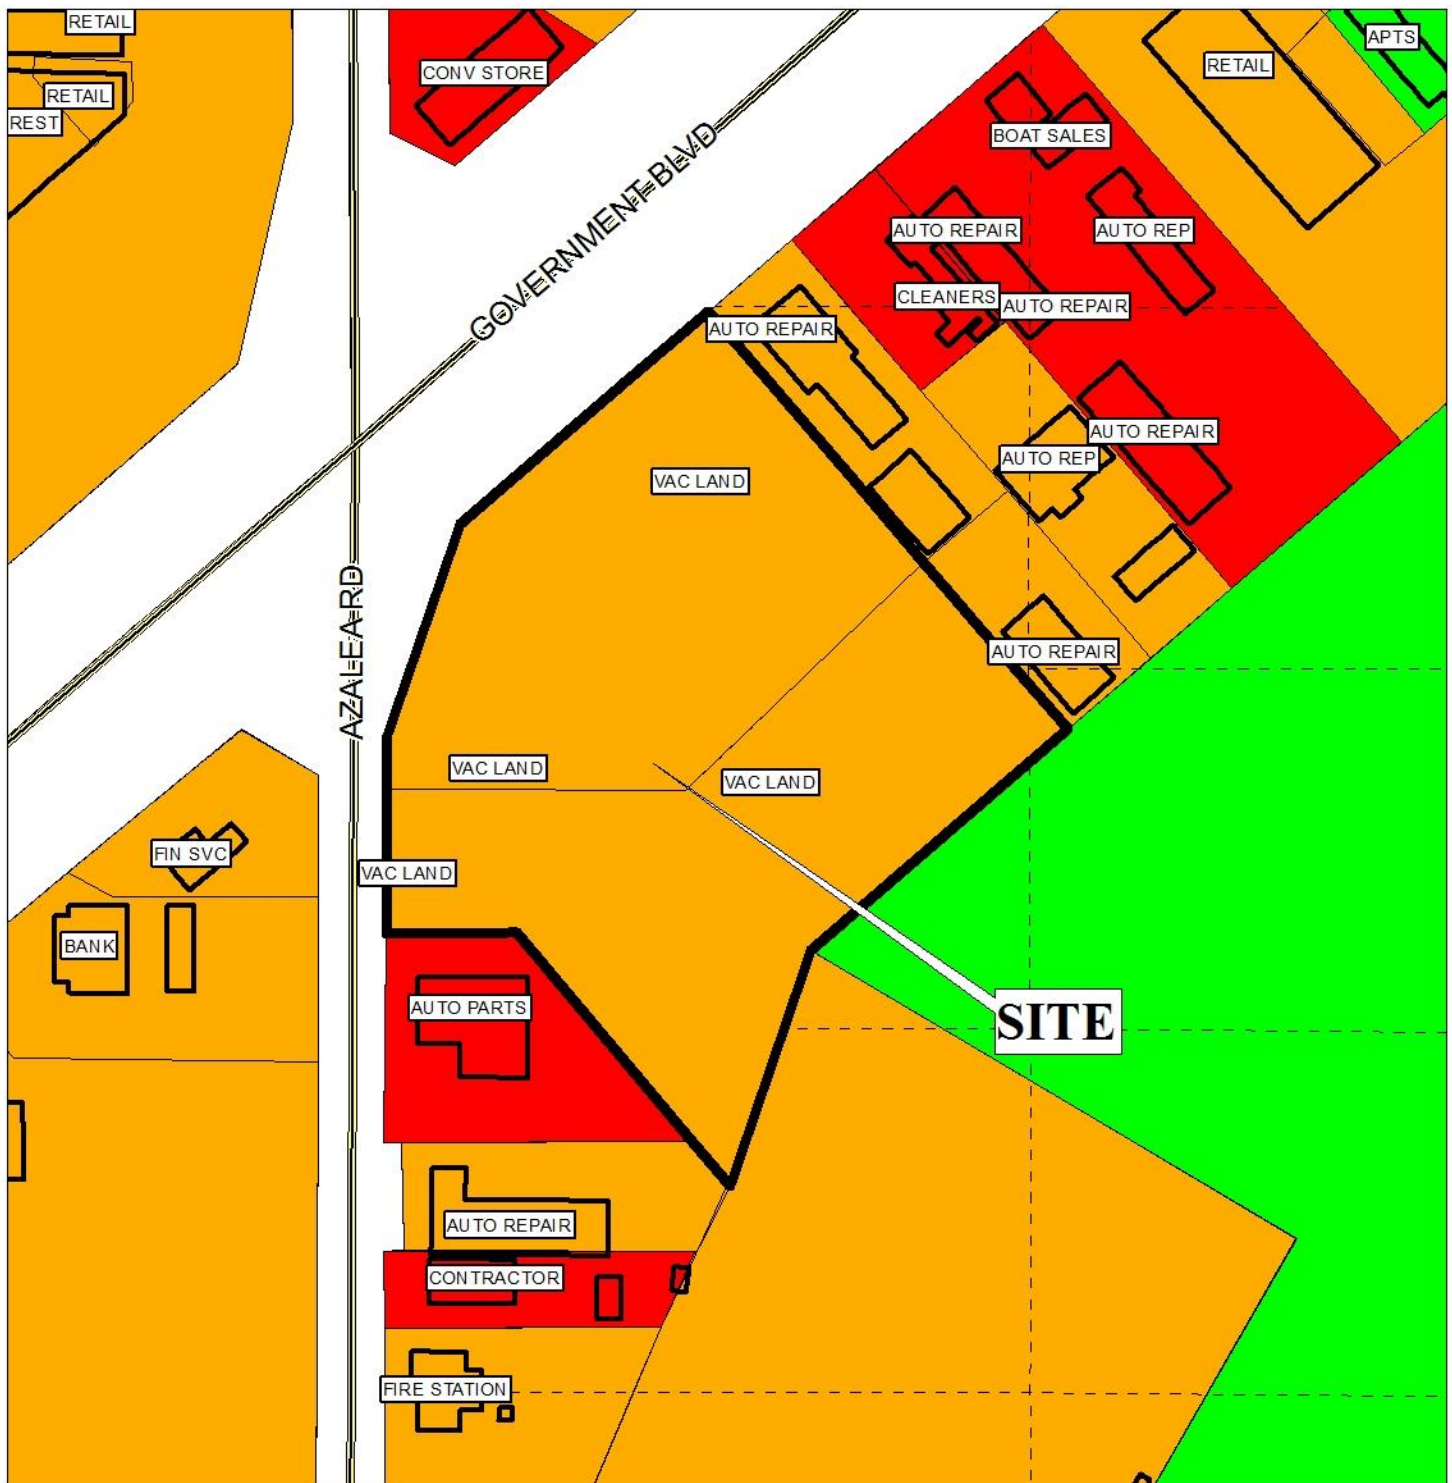 RETAIL
APTS
RETAIL
CONV STORE
RETAIL
REST
BOAT SALES
GOVERNMENT BLVD
AUTO REPAIR
AUTO REP
CLEANERS
AUTO REPAIR
AUTO REPAIR
AUTO REPAIR
AUTO REP
VAC LAND
AZALEA RD
AUTO REPAIR
VAC LAND
VAC LAND
FIN SVC
VAC LAND
BANK
AUTO PARTS
SITE
AUTO REPAIR
CONTRACTOR
FIRE STATION